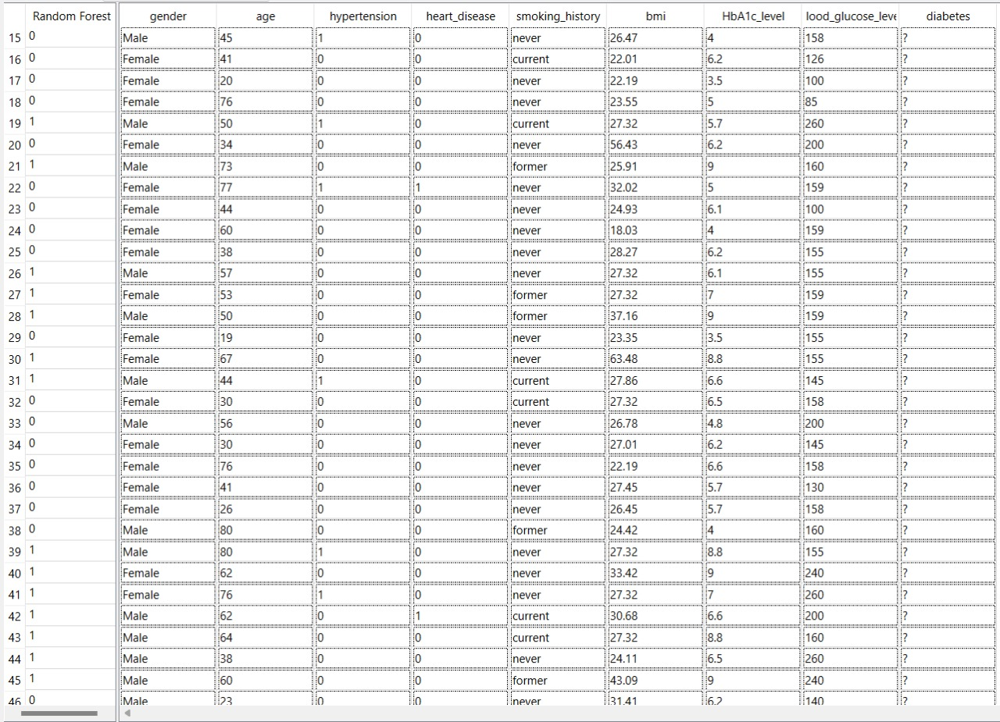 Random Forest gender age hypertension heart_disease smoking_history bmi HbA1c_level lood_glucose_leve diabetes
15 0 Male 45 1 0 never 26.47 4 158 ?
16 0 Female 41 0 0 current 22.01 6.2 126 ?
17 0 Female 20 0 0 never 22.19 3.5 100 ?
18 0 Female 76 0 0 never 23.55 5 85 ?
19 1 Male 50 1 0 current 27.32 5.7 260 ?
20 0 Female 34 0 0 never 56.43 6.2 200 ?
21 1 Male 73 0 0 former 25.91 9 160 ?
22 0 Female 77 1 1 never 32.02 5 159 ?
23 0 Female 44 0 0 never 24.93 6.1 100 ?
24 0 Female 60 0 0 never 18.03 4 159 ?
25 0 Female 38 0 0 never 28.27 6.2 155 ?
26 1 Male 57 0 0 never 27.32 6.1 155 ?
27 1 Female 53 0 0 former 27.32 7 159 ?
28 1 Male 50 0 0 former 37.16 9 159 ?
29 0 Female 19 0 0 never 23.35 3.5 155 ?
30 1 Female 67 0 0 never 63.48 8.8 155 ?
31 1 Male 44 1 0 current 27.86 6.6 145 ?
32 0 Female 30 0 0 current 27.32 6.5 158 ?
33 0 Male 56 0 0 never 26.78 4.8 200 ?
34 0 Female 30 0 0 never 27.01 6.2 145 ?
35 0 Female 76 0 0 never 22.19 6.6 158 ?
36 0 Female 41 0 0 never 27.45 5.7 130 ?
37 0 Female 26 0 0 never 26.45 5.7 158 ?
38 0 Male 80 0 0 former 24.42 4 160 ?
39 1 Male 80 1 0 never 27.32 8.8 155 ?
40 1 Female 62 0 0 never 33.42 9 240 ?
41 1 Female 76 1 0 never 27.32 7 260 ?
42 1 Male 62 0 1 current 30.68 6.6 200 ?
43 1 Male 64 0 0 current 27.32 8.8 160 ?
44 1 Male 38 0 0 never 24.11 6.5 260 ?
45 1 Male 60 0 0 former 43.09 9 240 ?
46 0 Male 23 0 0 never 31.41 6.2 140 ?